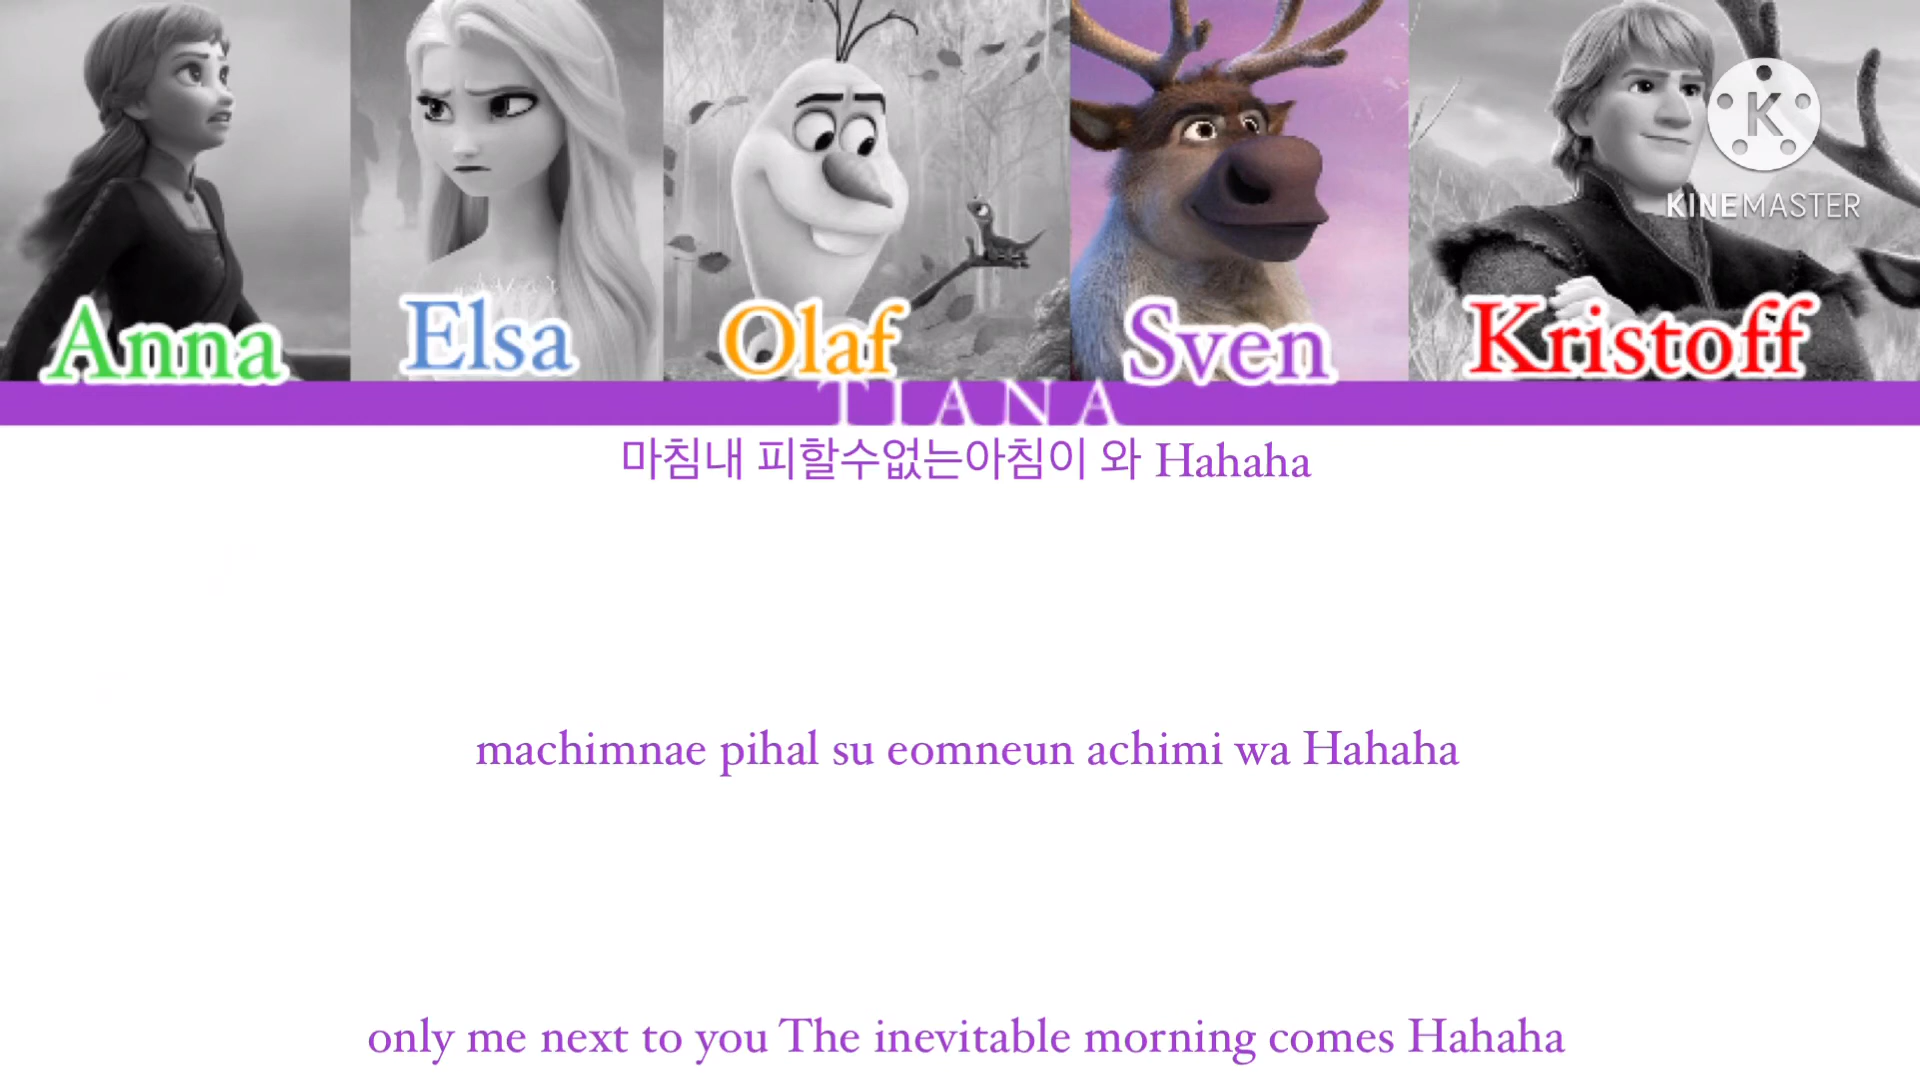 K
KINEMASTER
Anna Elsa Olaf Sven Kristoff
TIANA
마침내 피할수없는아침이 와 Hahaha
machimnae pihal su eomneun achimi wa Hahaha
only me next to you The inevitable morning comes Hahaha